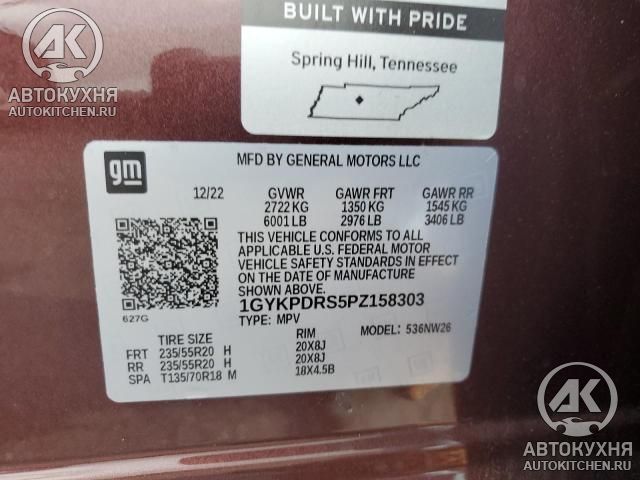 BUILT WITH PRIDE
Spring Hill, Tennessee
AK
АВТОКУХНЯ
AUTOKITCHEN.RU
gm
MFD BY GENERAL MOTORS LLC
12/22 GVWR GAWR FRT GAWR RR
2722 KG 1350 KG 1545 KG
6001 LB 2976 LB 3406 LB
THIS VEHICLE CONFORMS TO ALL
APPLICABLE U.S. FEDERAL MOTOR
VEHICLE SAFETY STANDARDS IN EFFECT
ON THE DATE OF MANUFACTURE
SHOWN ABOVE.
1GYKPDRS5PZ158303
627G
TYPE: MPV
MODEL: 536NW26
TIRE SIZE RIM
FRT 235/55R20 H 20X8J
RR 235/55R20 H 20X8J
SPA T135/70R18 M 18X4.5B
AK
АВТОКУХНЯ
AUTOKITCHEN.RU